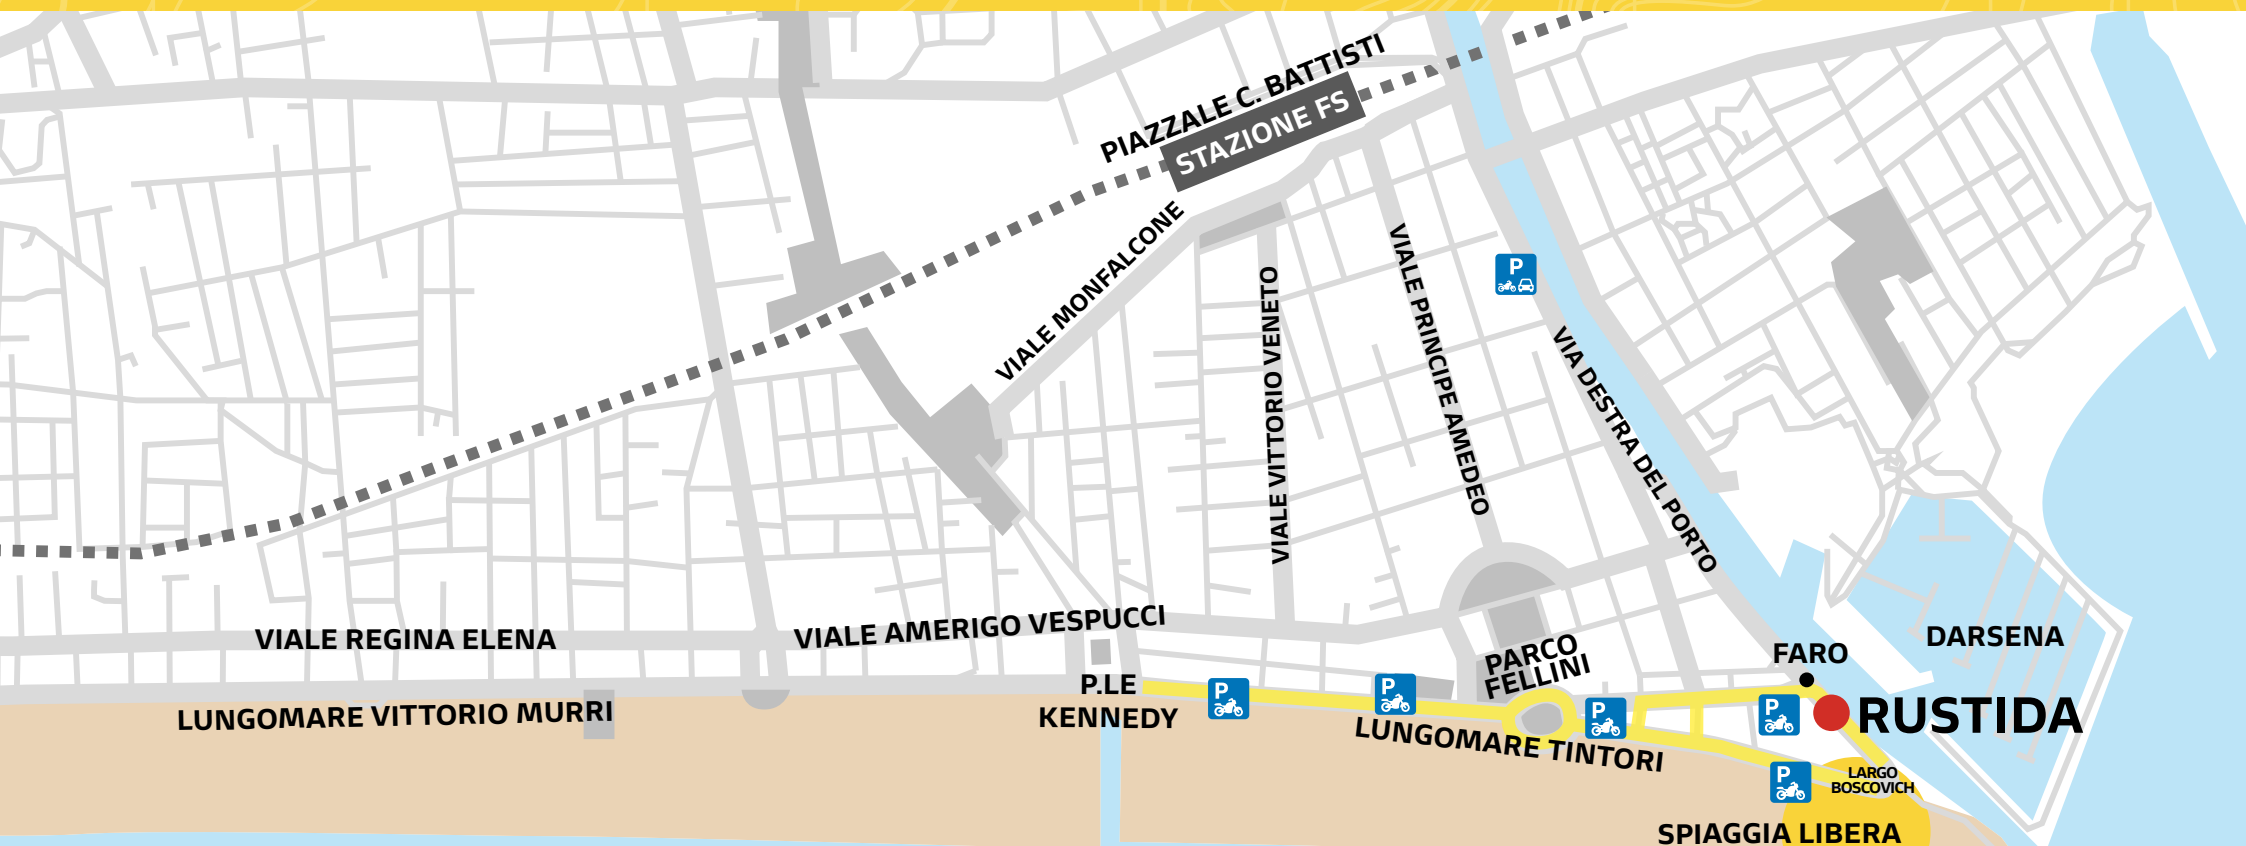 PIAZZALE C. BATTISTI
STAZIONE FS
VIALE MONFALCONE
VIALE VITTORIO VENETO
VIALE PRINCIPE AMEDEO
P
VIA DESTRA DEL PORTO
VIALE REGINA ELENA
VIALE AMERIGO VESPUCCI
PARCO
FELLINI
FARO
DARSENA
LUNGOMARE VITTORIO MURRI
P.LE
KENNEDY
P
P
P
P
RUSTIDA
LUNGOMARE TINTORI
P
LARGO
BOSCOVICH
SPIAGGIA LIBERA